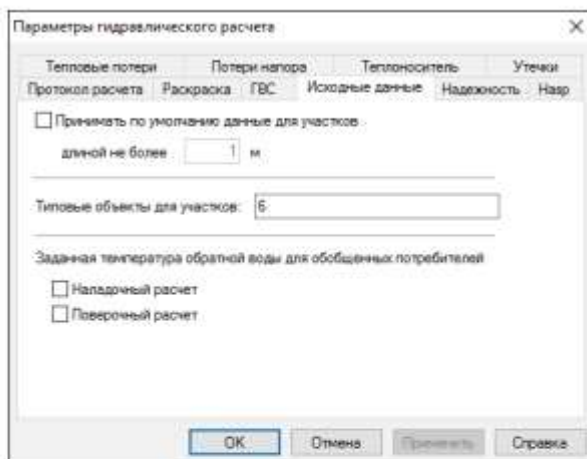 Параметры гидравлического расчета
Тепловые потери Потери напора Теплоноситель Утечки
Протокол расчета Раскраска ГВС Исходные данные Надежность Hasp
Принимать по умолчанию данные для участков
длиной не более 1 м
Типовые объекты для участков: 6
Заданная температура обратной воды для обобщенных потребителей
Наладочный расчет
Поверочный расчет
OK Отмена Применить Справка